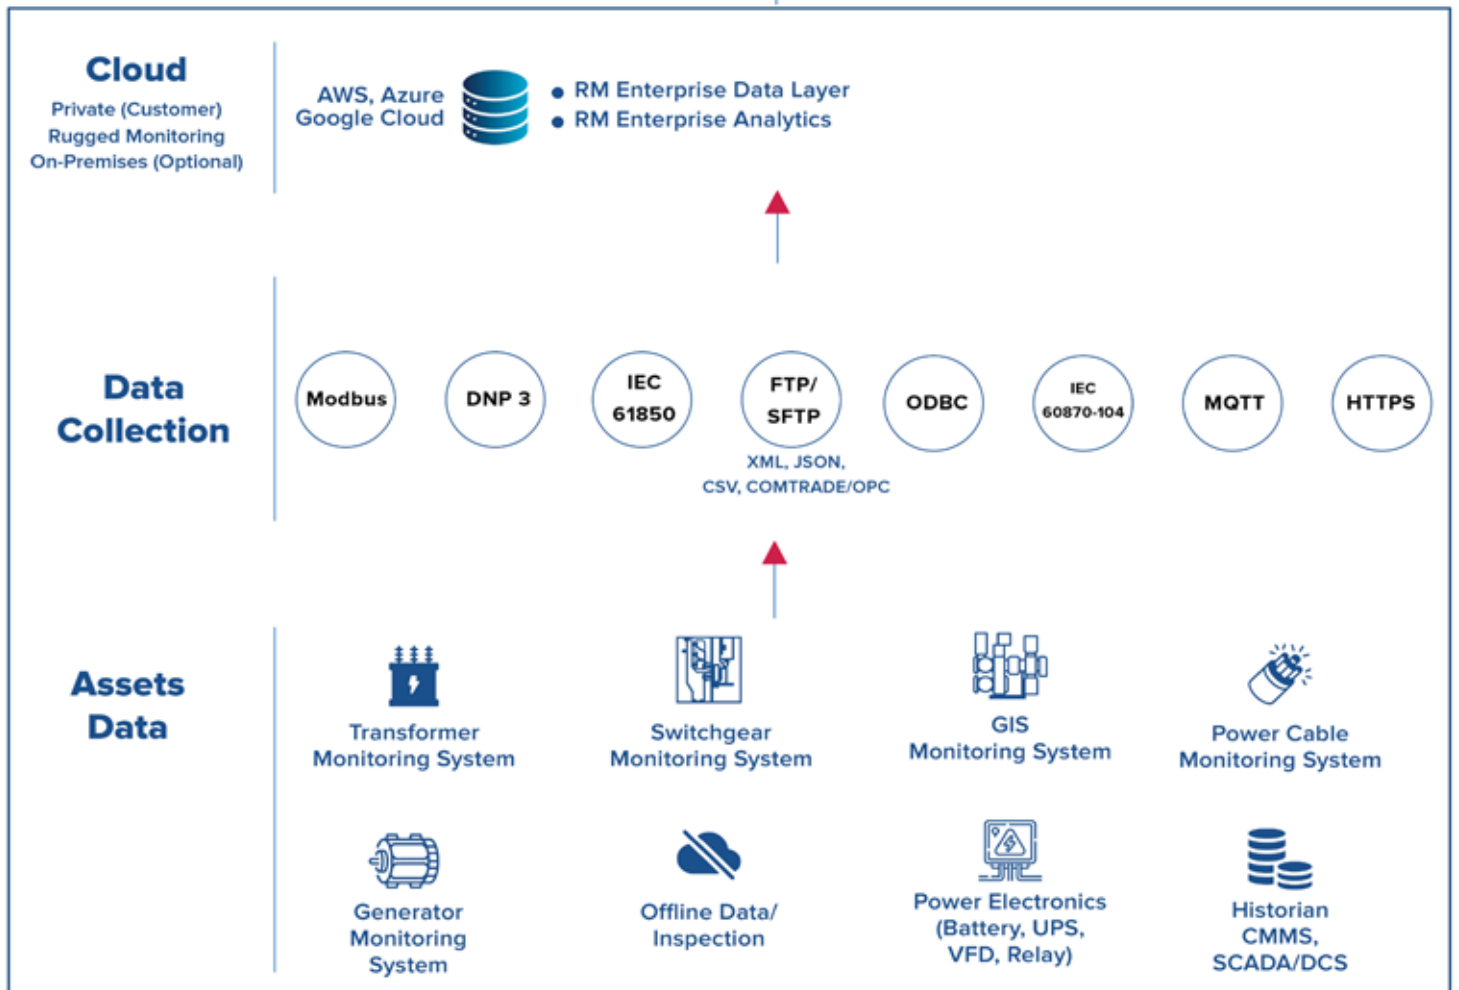 Cloud
Private (Customer)
Rugged Monitoring
On-Premises (Optional)
AWS, Azure
Google Cloud
RM Enterprise Data Layer
RM Enterprise Analytics
Data
Collection
Modbus
DNP 3
IEC
61850
FTP/
SFTP
XML, JSON,
CSV, COMTRADE/OPC
ODBC
IEC
60870-104
MQTT
HTTPS
Assets
Data
Transformer
Monitoring System
Switchgear
Monitoring System
GIS
Monitoring System
Power Cable
Monitoring System
Generator
Monitoring
System
Offline Data/
Inspection
Power Electronics
(Battery, UPS,
VFD, Relay)
Historian
CMMS,
SCADA/DCS